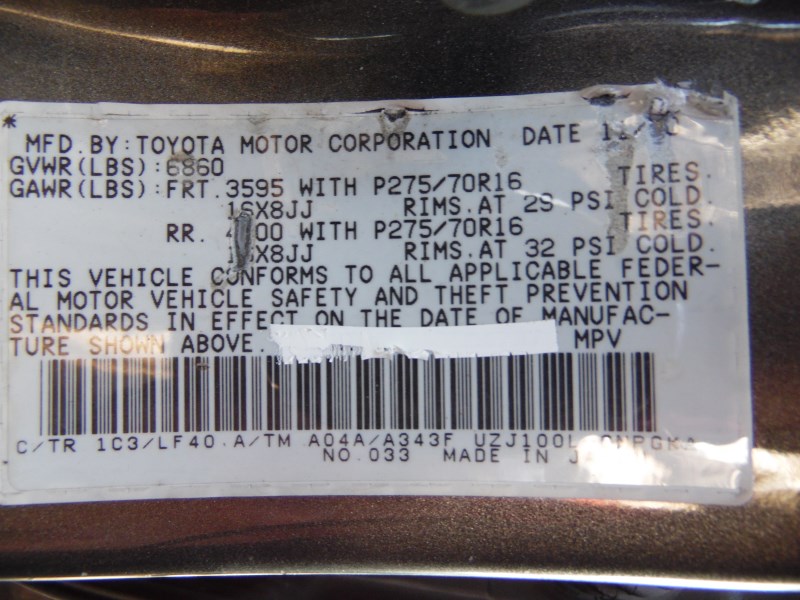 *
MFD.BY:TOYOTA MOTOR CORPORATION DATE
GVWR(LBS):6860
GAWR(LBS):FRT.3595 WITH P275/70R16 TIRES.
16X8JJ RIMS.AT 29 PSI COLD.
RR. WITH P275/70R16 TIRES.
RIMS.AT 32 PSI COLD.
THIS VEHICLE CONFORMS TO ALL APPLICABLE FEDER-
AL MOTOR VEHICLE SAFETY AND THEFT PREVENTION
STANDARDS IN EFFECT ON THE DATE OF MANUFAC-
TURE SHOWN ABOVE. MPV
C/TR 1C3/LF40 A/TM A04A/A343F
NO.033 MADE IN